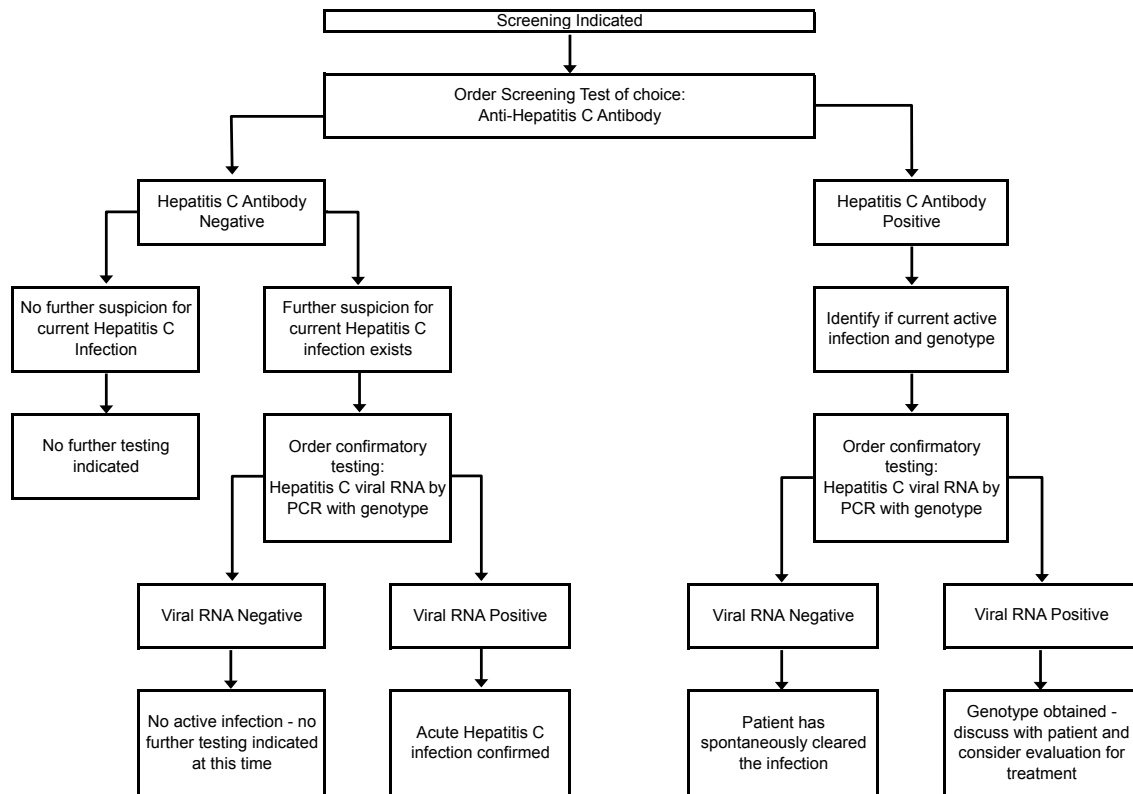 Screening Indicated
Order Screening Test of choice:
Anti-Hepatitis C Antibody
Hepatitis C Antibody
Negative
Hepatitis C Antibody
Positive
No further suspicion for
current Hepatitis C
Infection
Further suspicion for
current Hepatitis C
infection exists
Identify if current active
infection and genotype
No further testing
indicated
Order confirmatory
testing:
Hepatitis C viral RNA by
PCR with genotype
Order confirmatory
testing:
Hepatitis C viral RNA by
PCR with genotype
Viral RNA Negative
Viral RNA Positive
Viral RNA Negative
Viral RNA Positive
No active infection - no
further testing indicated
at this time
Acute Hepatitis C
infection confirmed
Patient has
spontaneously cleared
the infection
Genotype obtained -
discuss with patient and
consider evaluation for
treatment